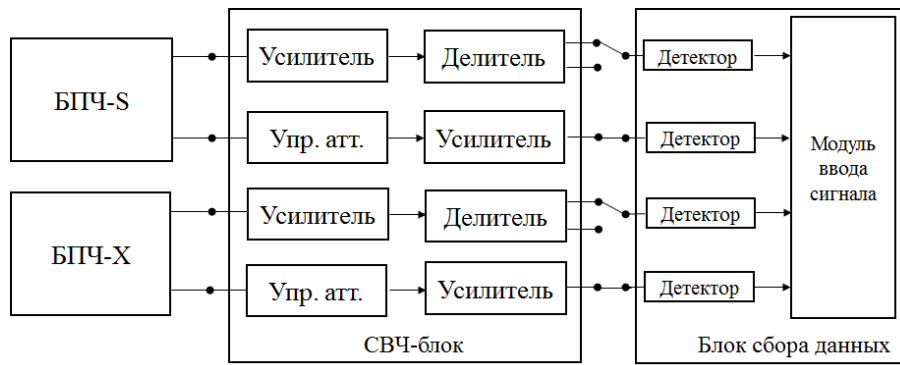 БПЧ-S
Усилитель
Делитель
Детектор
Упр. атт.
Усилитель
Детектор
БПЧ-X
Усилитель
Делитель
Детектор
Упр. атт.
Усилитель
Детектор
Модуль
ввода
сигнала
СВЧ-блок
Блок сбора данных